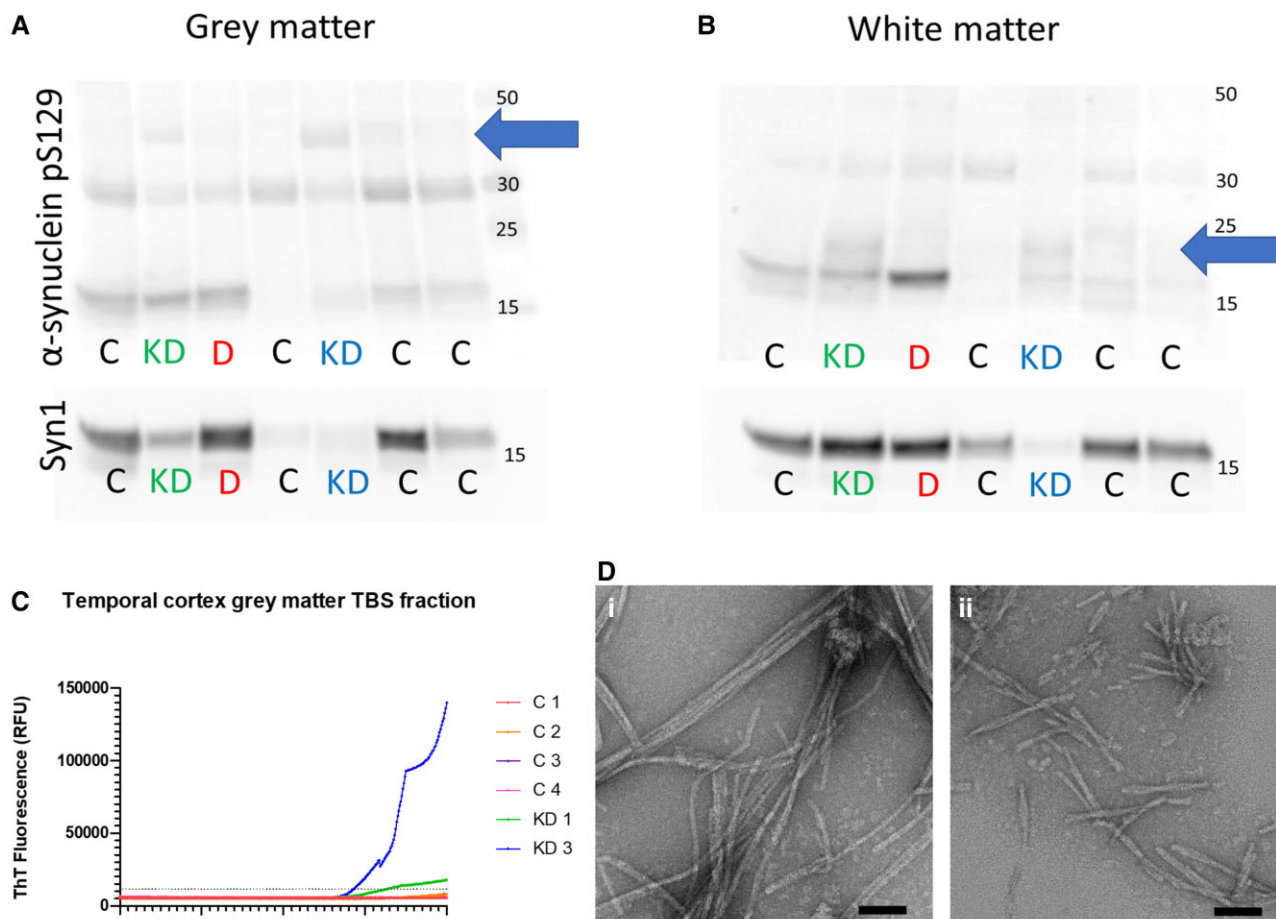 A
Grey matter
α-synuclein pS129
50
30
25
15
C KD D C KD C C
Syn1
15
C KD D C KD C C
B
White matter
50
30
25
15
C KD D C KD C C
15
C KD D C KD C C
C
Temporal cortex grey matter TBS fraction
ThT Fluorescence (RFU)
150000
100000
50000
0
C 1
C 2
C 3
C 4
KD 1
KD 3
D
i
ii